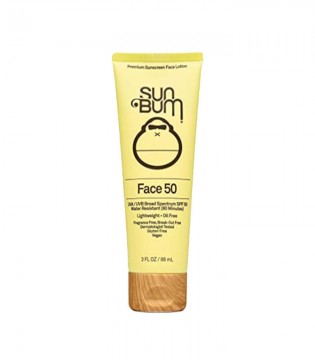 Premium Sunscreen Face Lotion
SUN
BUM
Face 50
UVA / UVB Broad Spectrum SPF 50
Water Resistant (80 Minutes)
Lightweight • Oil Free
Fragrance Free, Break Out Free
Dermatologist Tested
Gluten Free
Vegan
3 FL OZ / 88 mL